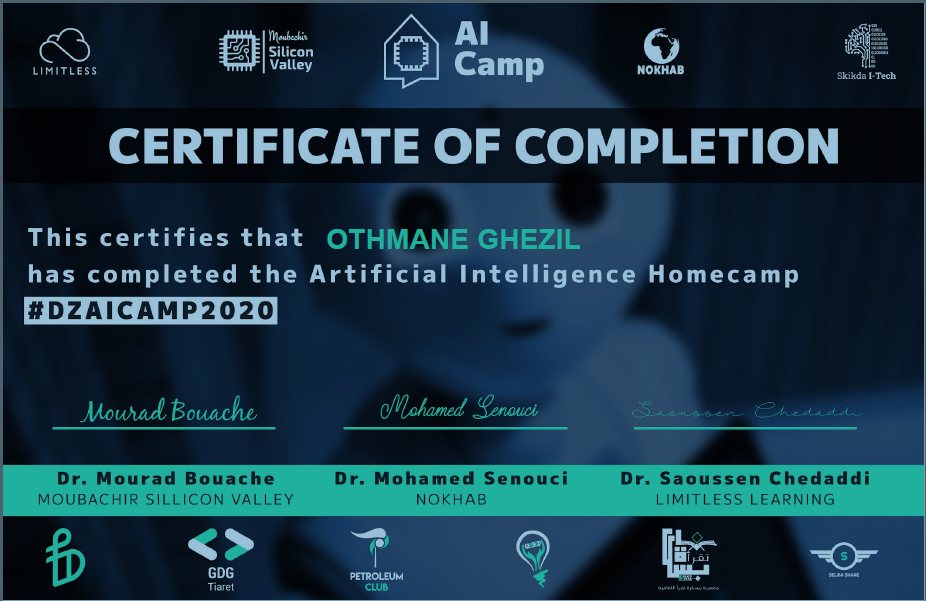 LIMITLESS
Moubachir
Silicon
Valley
AI
Camp
NOKHAB
Skikda I-Tech
CERTIFICATE OF COMPLETION
This certifies that OTHMANE GHEZIL
has completed the Artificial Intelligence Homecamp
#DZAICAMP2020
Mourad Bouache
Mohamed Senouci
Saoussen Chedaddi
Dr. Mourad Bouache
MOUBACHIR SILLICON VALLEY
Dr. Mohamed Senouci
NOKHAB
Dr. Saoussen Chedaddi
LIMITLESS LEARNING
GDG
Tiaret
PETROLEUM
CLUB
تقرأ
S
SELMA SHARE